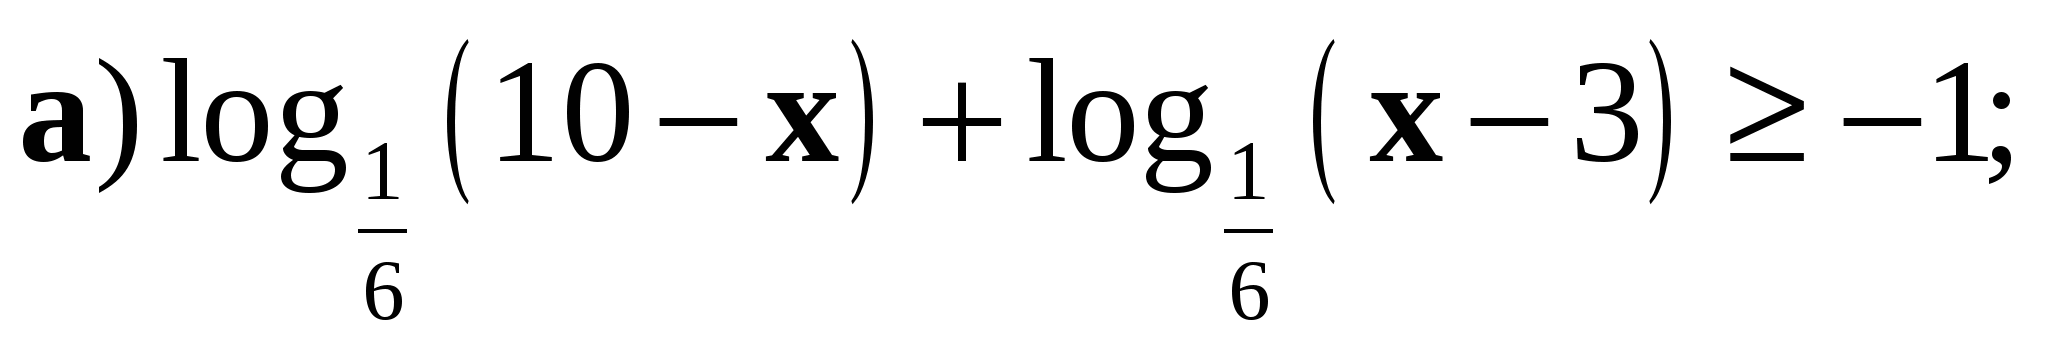 a) log_{1/6} (10 − x) + log_{1/6} (x − 3) ≥ −1;